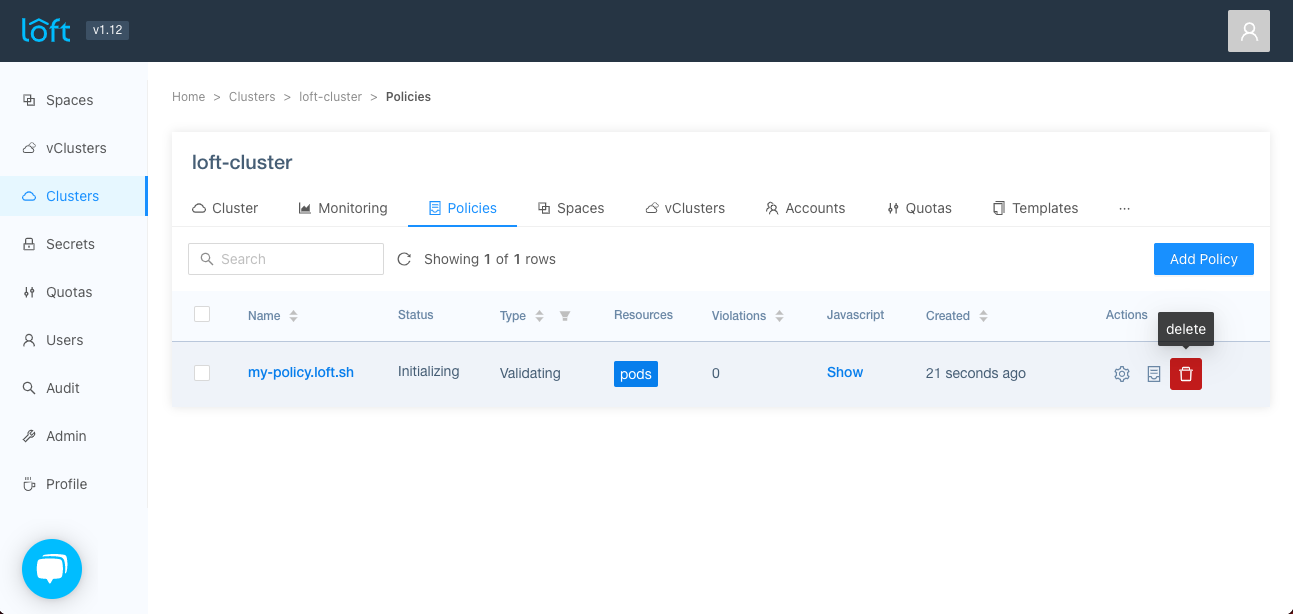 lôft v1.12
Spaces
vClusters
Clusters
Secrets
Quotas
Users
Audit
Admin
Profile
Home > Clusters > loft-cluster > Policies
loft-cluster
Cluster Monitoring Policies Spaces vClusters Accounts Quotas Templates ···
Search Showing 1 of 1 rows Add Policy
Name Status Type Resources Violations Javascript Created Actions
delete
my-policy.loft.sh Initializing Validating pods 0 Show 21 seconds ago